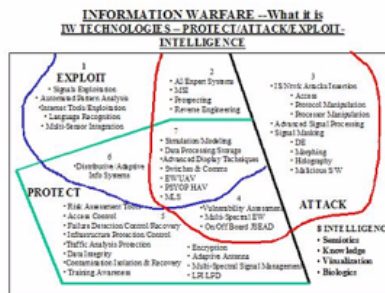 INFORMATION WARFARE --What it is
IW TECHNOLOGIES – PROTECT/ATTACK/EXPLOIT-
INTELLIGENCE
1
EXPLOIT
• Signals Exploitation
• Automated Pattern Analysis
• Internet Tools Exploitation
• Language Recognition
• Multi-Sensor Integration
2
• AI/Expert Systems
• MSI
• Prospecting
• Reverse Engineering
3
Attacks/Insertion
• Access
• Protocol Manipulation
• Processor Manipulation
• Advanced Signal Processing
• Signal Masking
• DE
• Morphing
• Holography
• Malicious S/W
7
• Simulation Modeling
• Data Processing/Storage
• Advanced Display Techniques
• Switches & Comms
• EWUAV
• PSYOP HAV
• MLS
6
• Distributive/Adaptive
Info Systems
PROTECT
• Risk Assessment Tools
• Access Control
5
• Failure Detection/Control/Recovery
• Infrastructure Protection/Control
• Traffic Analysis Protection
• Data Integrity
• Contamination Isolation & Recovery
• Training Awareness
4
• Vulnerability Assessment
• Multi-Spectral EW
• On/Off Board JSEAD
ATTACK
• Encryption
• Adaptive Antenna
• Multi-Spectral Signal Management
• LPI/LPD
8 INTELLIGENCE
• Semiotics
• Knowledge
• Visualization
• Biologics